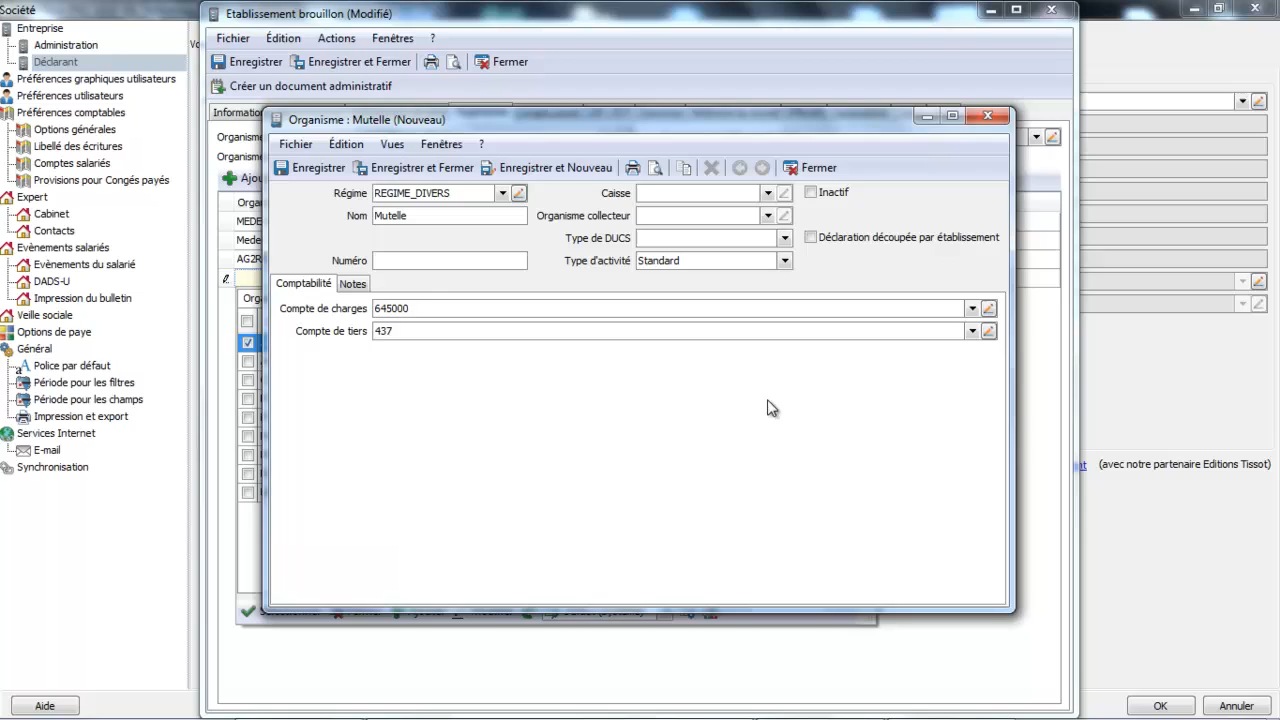 Société
Entreprise
Administration
Déclarant
Préférences graphiques utilisateurs
Préférences utilisateurs
Préférences comptables
Options générales
Libellé des écritures
Comptes salariés
Provisions pour Congés payés
Expert
Cabinet
Contacts
Evènements salariés
Evènements du salarié
DADS-U
Impression du bulletin
Veille sociale
Options de paye
Général
Police par défaut
Période pour les filtres
Période pour les champs
Impression et export
Services Internet
E-mail
Synchronisation
Aide
Etablissement brouillon (Modifié)
Fichier Édition Actions Fenêtres ?
Enregistrer Enregistrer et Fermer Fermer
Créer un document administratif
Organisme : Mutelle (Nouveau)
Fichier Édition Vues Fenêtres ?
Enregistrer Enregistrer et Fermer Enregistrer et Nouveau Fermer
Régime REGIME_DIVERS Caisse Inactif
Nom Mutelle Organisme collecteur
Type de DUCS Déclaration découpée par établissement
Numéro Type d'activité Standard
Comptabilité Notes
Compte de charges 645000
Compte de tiers 437
(avec notre partenaire Editions Tissot)
OK Annuler